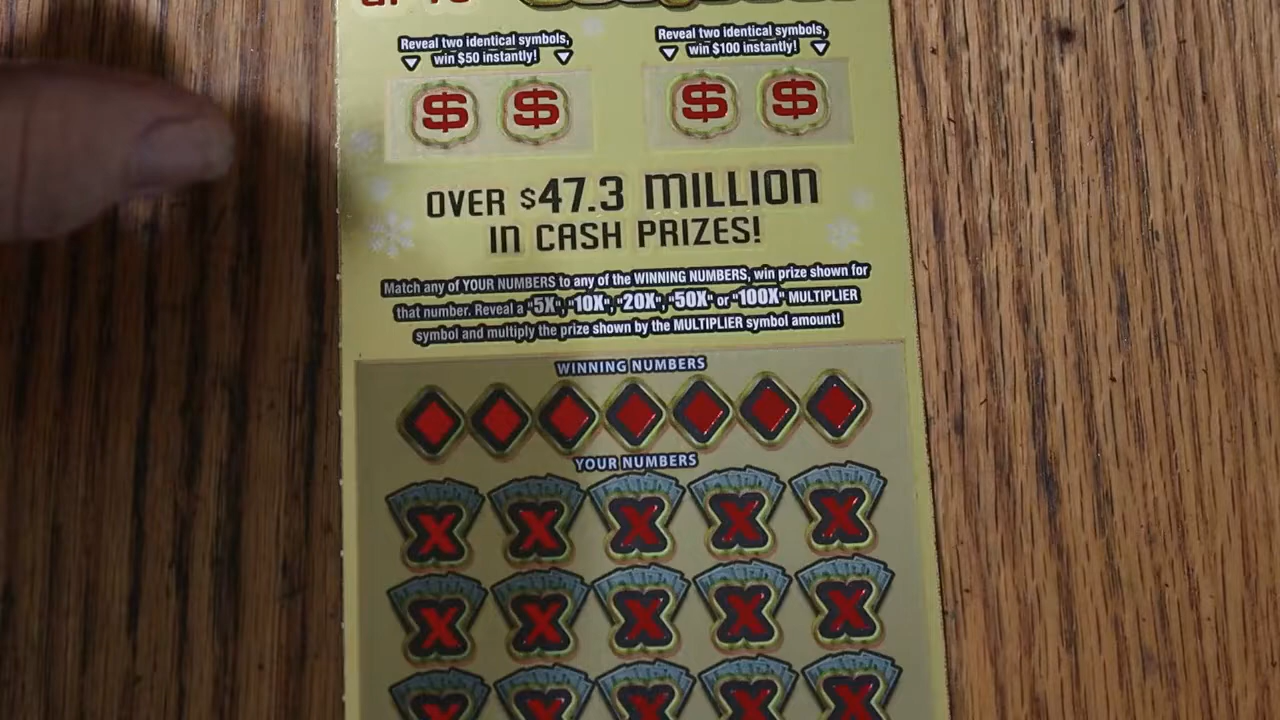 Reveal two identical symbols,
win $50 instantly!
Reveal two identical symbols,
win $100 instantly!
$ $
$ $
OVER $47.3 MILLION
IN CASH PRIZES!
Match any of YOUR NUMBERS to any of the WINNING NUMBERS, win prize shown for
that number. Reveal a "5X", "10X", "20X", "50X" or "100X" MULTIPLIER
symbol and multiply the prize shown by the MULTIPLIER symbol amount!
WINNING NUMBERS
YOUR NUMBERS
X X X X X
X X X X X
X X X X X